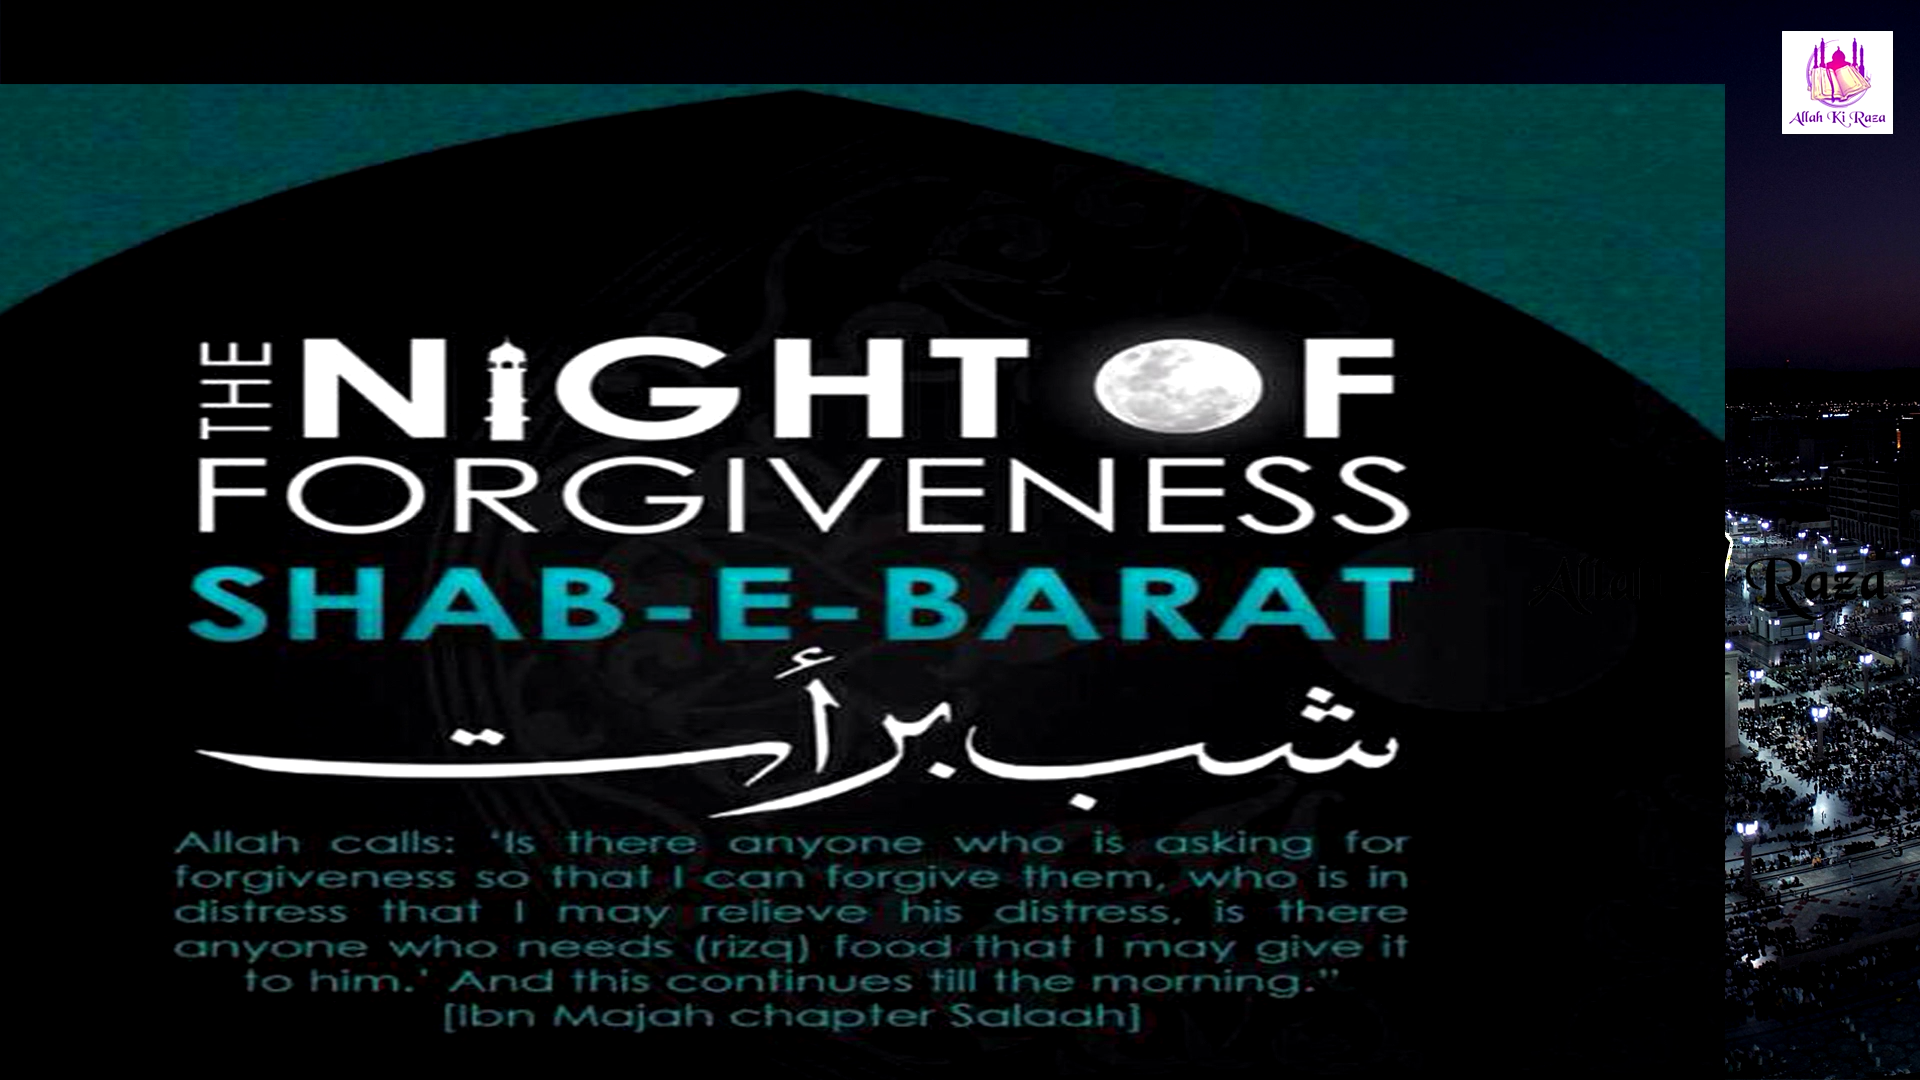 Allah Ki Raza
THE NIGHT OF
FORGIVENESS
SHAB-E-BARAT
شب برأت
Raza
Allah calls: ‘Is there anyone who is asking for
forgiveness so that I can forgive them, who is in
distress that I may relieve his distress, is there
anyone who needs (rizq) food that I may give it
to him.’ And this continues till the morning.”
[Ibn Majah chapter Salaah]